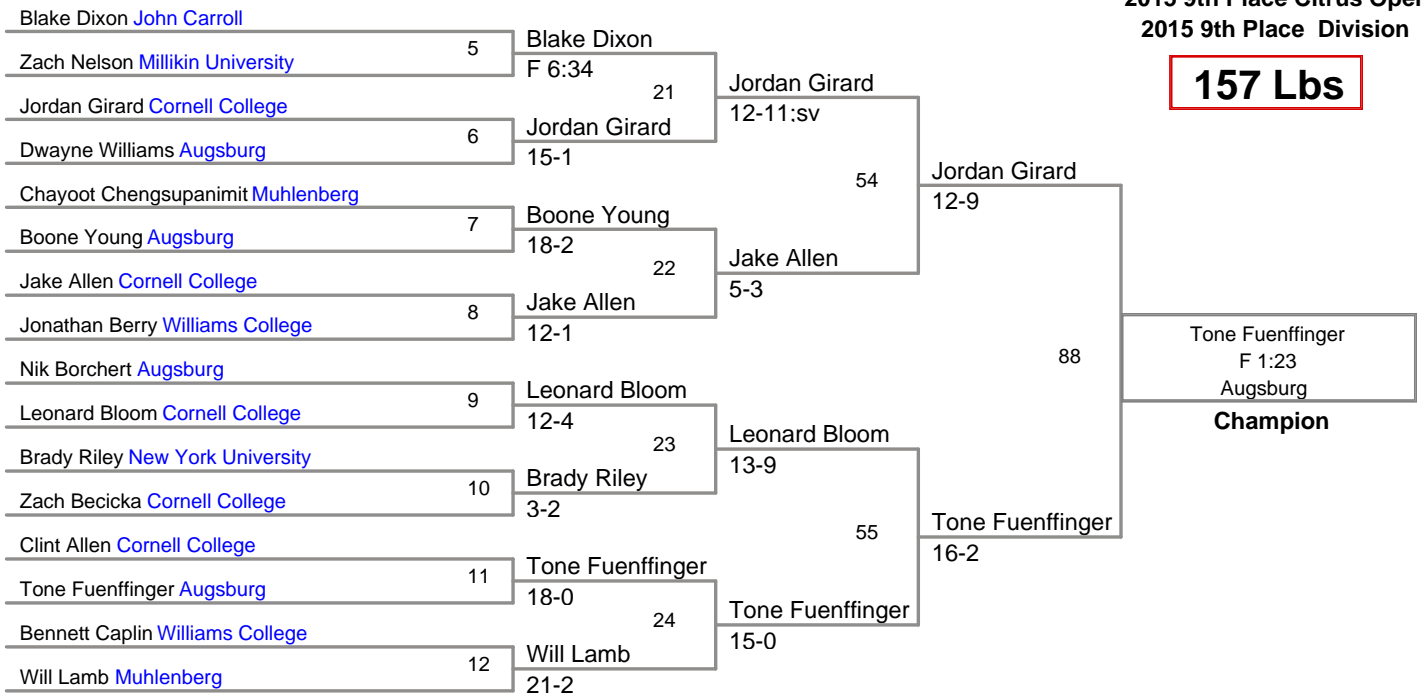 2015 9th Place Citrus Open
2015 9th Place Division
157 Lbs
Blake Dixon John Carroll
Zach Nelson Millikin University
Jordan Girard Cornell College
Dwayne Williams Augsburg
Chayoot Chengsupanimit Muhlenberg
Boone Young Augsburg
Jake Allen Cornell College
Jonathan Berry Williams College
Nik Borchert Augsburg
Leonard Bloom Cornell College
Brady Riley New York University
Zach Becicka Cornell College
Clint Allen Cornell College
Tone Fuenffinger Augsburg
Bennett Caplin Williams College
Will Lamb Muhlenberg
5
6
7
8
9
10
11
12
Blake Dixon
F 6:34
Jordan Girard
15-1
Boone Young
18-2
Jake Allen
12-1
Leonard Bloom
12-4
Brady Riley
3-2
Tone Fuenffinger
18-0
Will Lamb
21-2
21
22
23
24
Jordan Girard
12-11;sv
Jake Allen
5-3
Leonard Bloom
13-9
Tone Fuenffinger
15-0
54
55
Jordan Girard
12-9
Tone Fuenffinger
16-2
88
Tone Fuenffinger
F 1:23
Augsburg
Champion